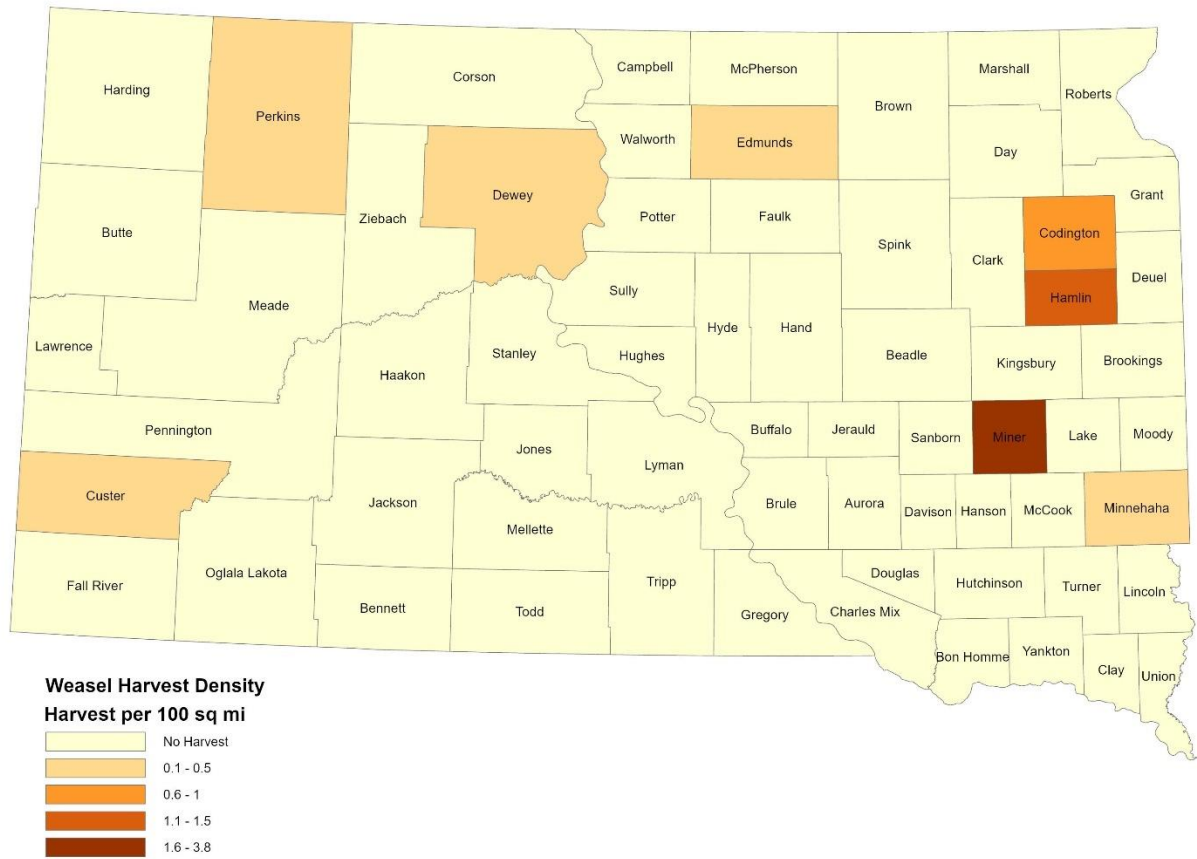 Harding
Perkins
Corson
Campbell
McPherson
Brown
Marshall
Roberts
Walworth
Edmunds
Day
Dewey
Ziebach
Butte
Potter
Faulk
Spink
Clark
Codington
Grant
Meade
Sully
Hyde
Hand
Hamlin
Deuel
Lawrence
Haakon
Stanley
Hughes
Beadle
Kingsbury
Brookings
Pennington
Jones
Lyman
Buffalo
Jerauld
Sanborn
Miner
Lake
Moody
Custer
Jackson
Mellette
Brule
Aurora
Davison
Hanson
McCook
Minnehaha
Fall River
Oglala Lakota
Bennett
Todd
Tripp
Gregory
Charles Mix
Douglas
Hutchinson
Turner
Lincoln
Bon Homme
Yankton
Clay
Union
Weasel Harvest Density
Harvest per 100 sq mi
No Harvest
0.1 - 0.5
0.6 - 1
1.1 - 1.5
1.6 - 3.8